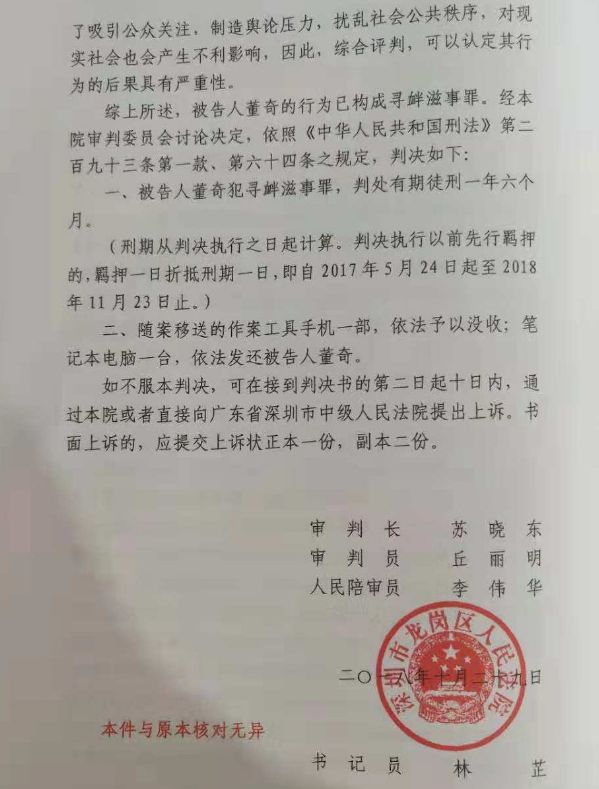 了吸引公众关注，制造舆论压力，扰乱社会公共秩序，对现
实社会也会产生不利影响，因此，综合评判，可以认定其行
为的后果具有严重性。
综上所述，被告人董奇的行为已构成寻衅滋事罪。经本
院审判委员会讨论决定，依照《中华人民共和国刑法》第二
百九十三条第一款、第六十四条之规定，判决如下：
一、被告人董奇犯寻衅滋事罪，判处有期徒刑一年六个
月。
（刑期从判决执行之日起计算。判决执行以前先行羁押
的，羁押一日折抵刑期一日，即自2017年5月24日起至2018
年11月23日止。）
二、随案移送的作案工具手机一部，依法予以没收；笔
记本电脑一台，依法发还被告人董奇。
如不服本判决，可在接到判决书的第二日起十日内，通
过本院或者直接向广东省深圳市中级人民法院提出上诉。书
面上诉的，应提交上诉状正本一份，副本二份。
审判长 苏晓东
审判员 丘丽明
人民陪审员 李伟华
深圳市龙岗区人民法院
二〇一八年十月二十九日
本件与原本核对无异
书记员 林芷